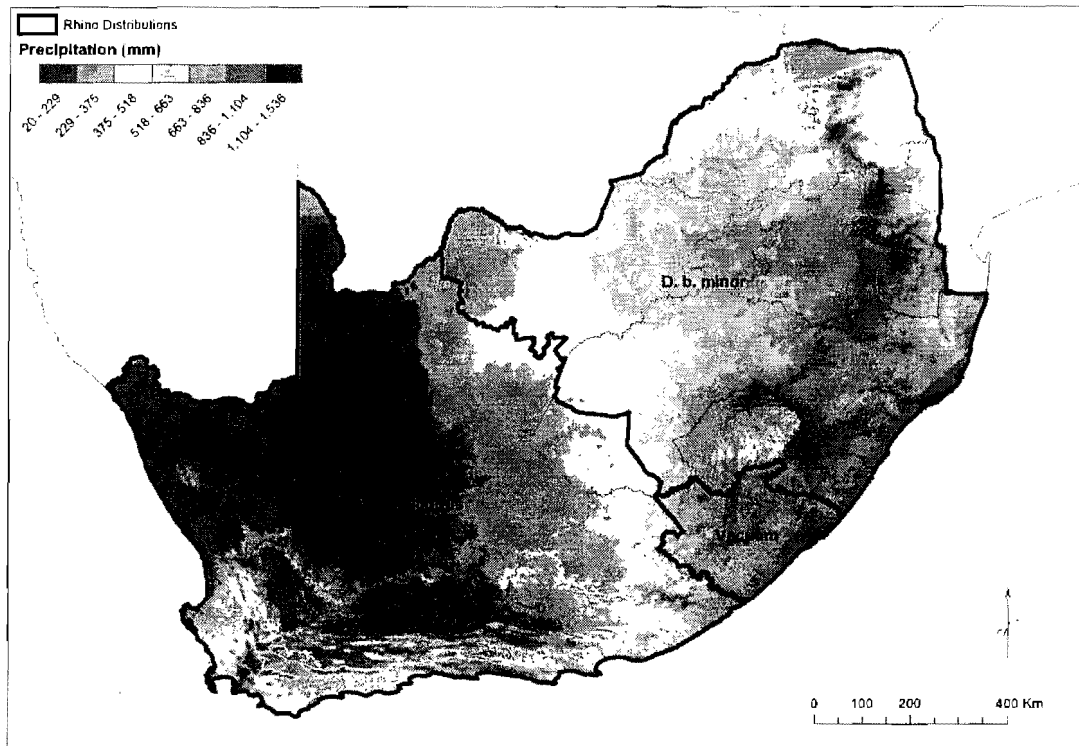 Rhino Distributions
Precipitation (mm)
20 - 229
229 - 375
375 - 518
518 - 663
663 - 836
836 - 1.104
1.104 - 1.536
D. b. minor
0 100 200 400 Km